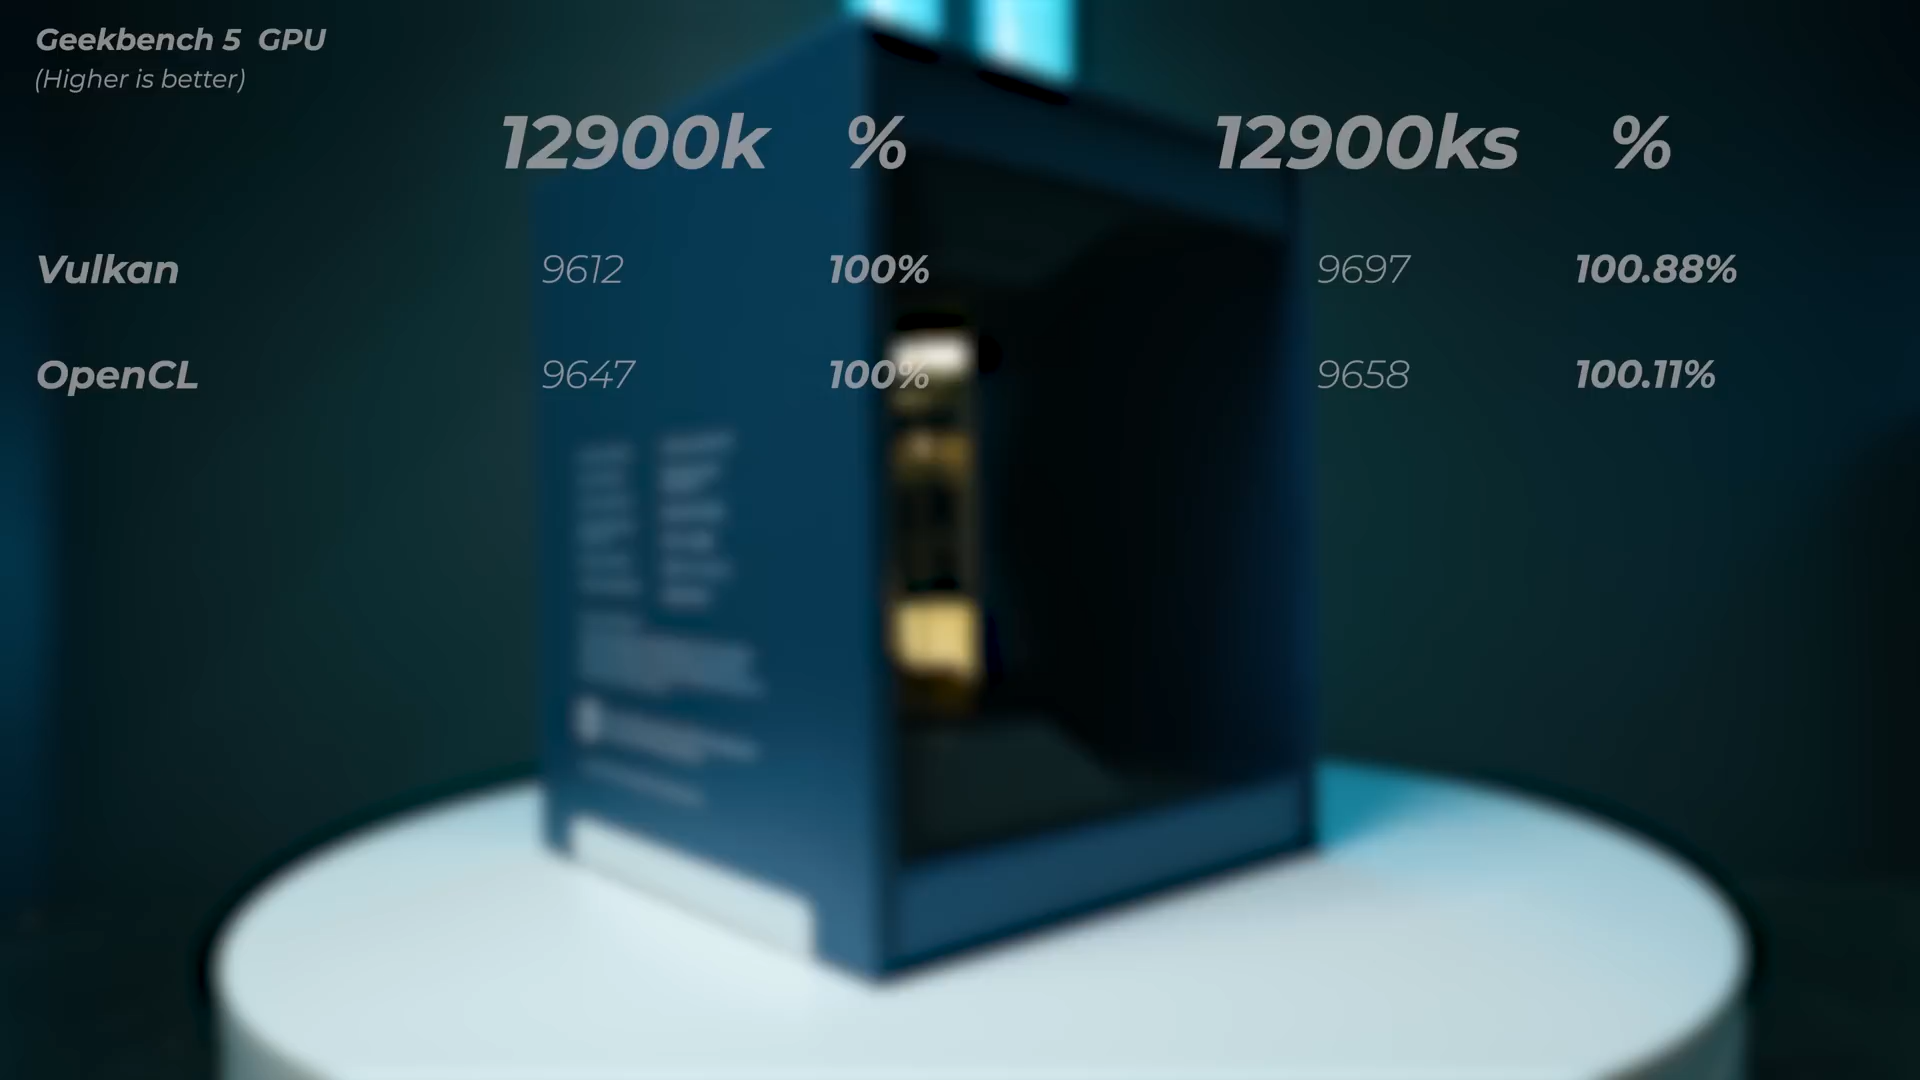 Geekbench 5 GPU
(Higher is better)
12900k % 12900ks %
Vulkan 9612 100% 9697 100.88%
OpenCL 9647 100% 9658 100.11%